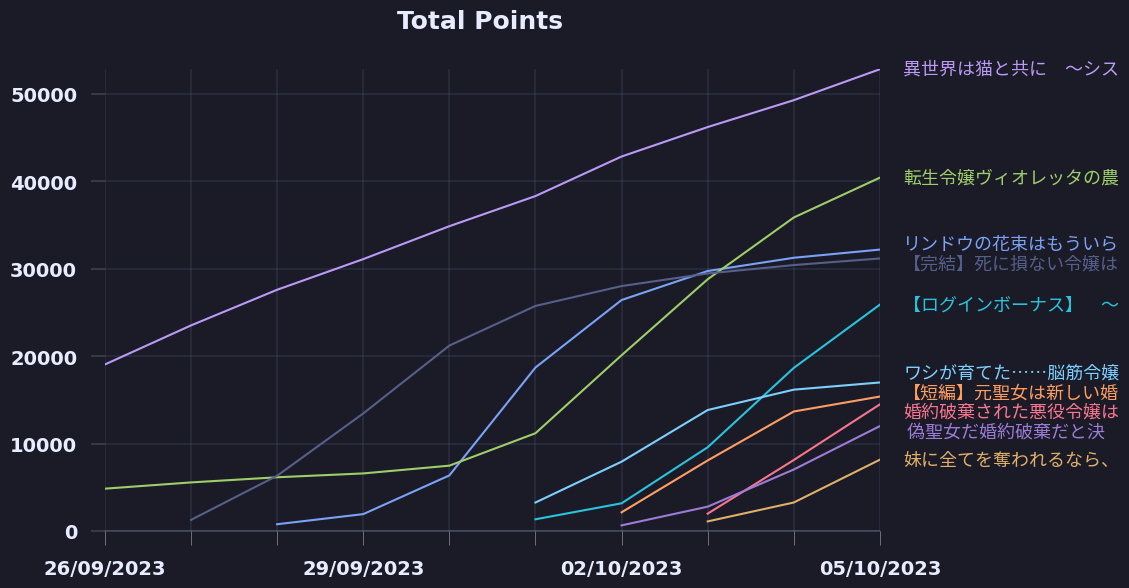 Total Points
50000
40000
30000
20000
10000
0
26/09/2023
29/09/2023
02/10/2023
05/10/2023
異世界は猫と共に　～シス
転生令嬢ヴィオレッタの農
リンドウの花束はもういら
【完結】死に損ない令嬢は
【ログインボーナス】　～
ワシが育てた……脳筋令嬢
【短編】元聖女は新しい婚
婚約破棄された悪役令嬢は
偽聖女だ婚約破棄だと決
妹に全てを奪われるなら、